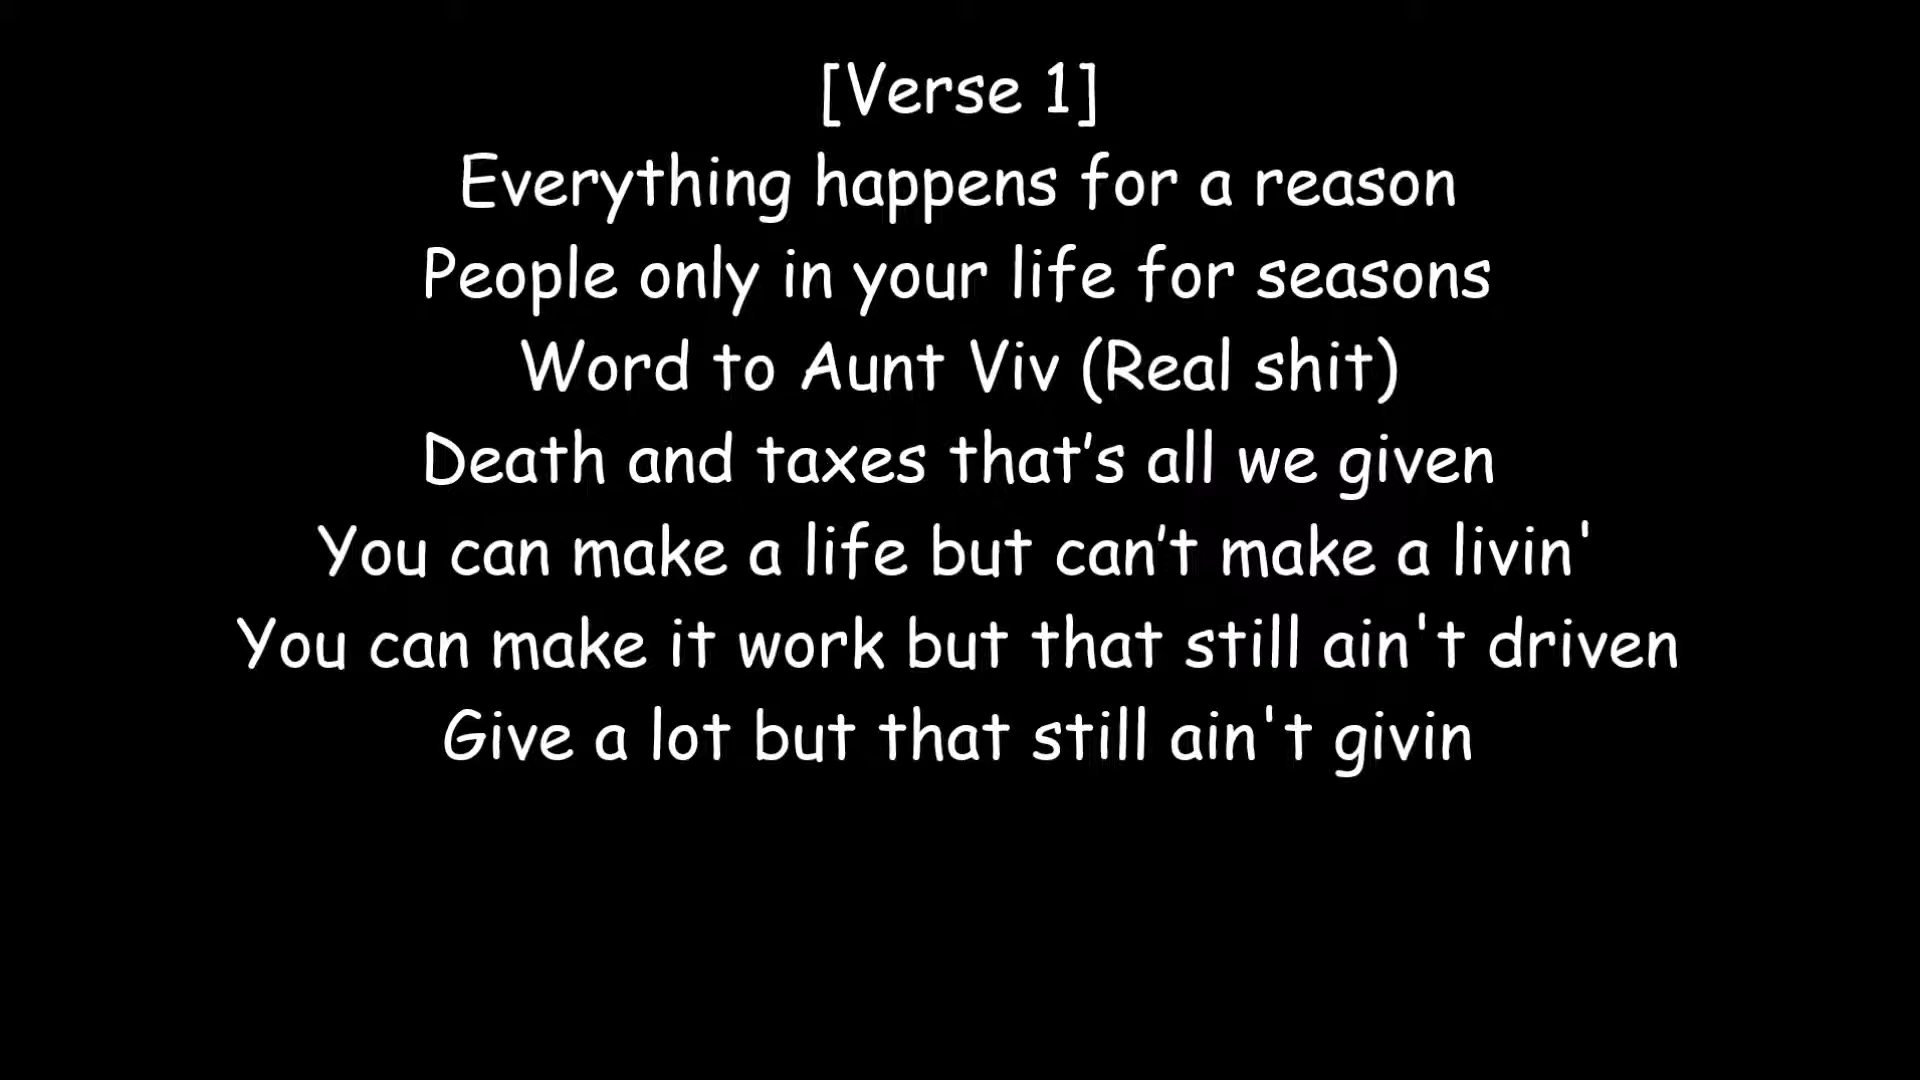 [Verse 1]
Everything happens for a reason
People only in your life for seasons
Word to Aunt Viv (Real shit)
Death and taxes that’s all we given
You can make a life but can’t make a livin'
You can make it work but that still ain't driven
Give a lot but that still ain't givin